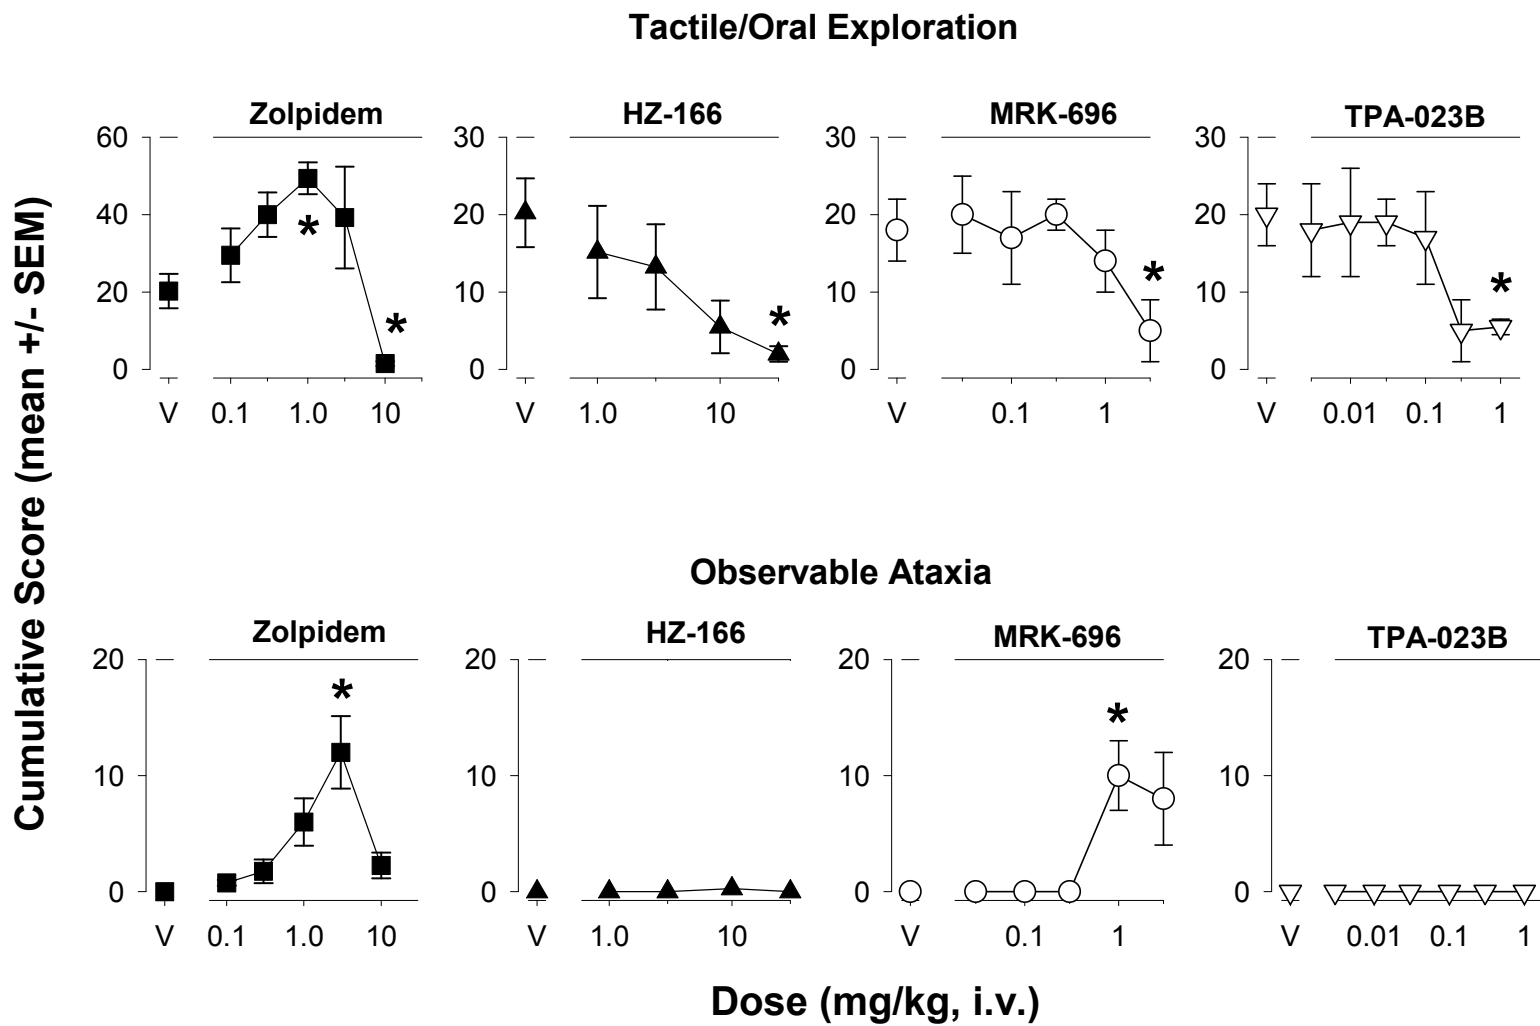 Tactile/Oral Exploration
Zolpidem HZ-166 MRK-696 TPA-023B
60 30 30 30
40 20 20 20
20 10 10 10
0 0 0 0
* * * * *
V 0.1 1.0 10 V 1.0 10 V 0.1 1 V 0.01 0.1 1
Cumulative Score (mean +/- SEM)
Observable Ataxia
Zolpidem HZ-166 MRK-696 TPA-023B
20 20 20 20
* *
10 10 10 10
0 0 0 0
V 0.1 1.0 10 V 1.0 10 V 0.1 1 V 0.01 0.1 1
Dose (mg/kg, i.v.)